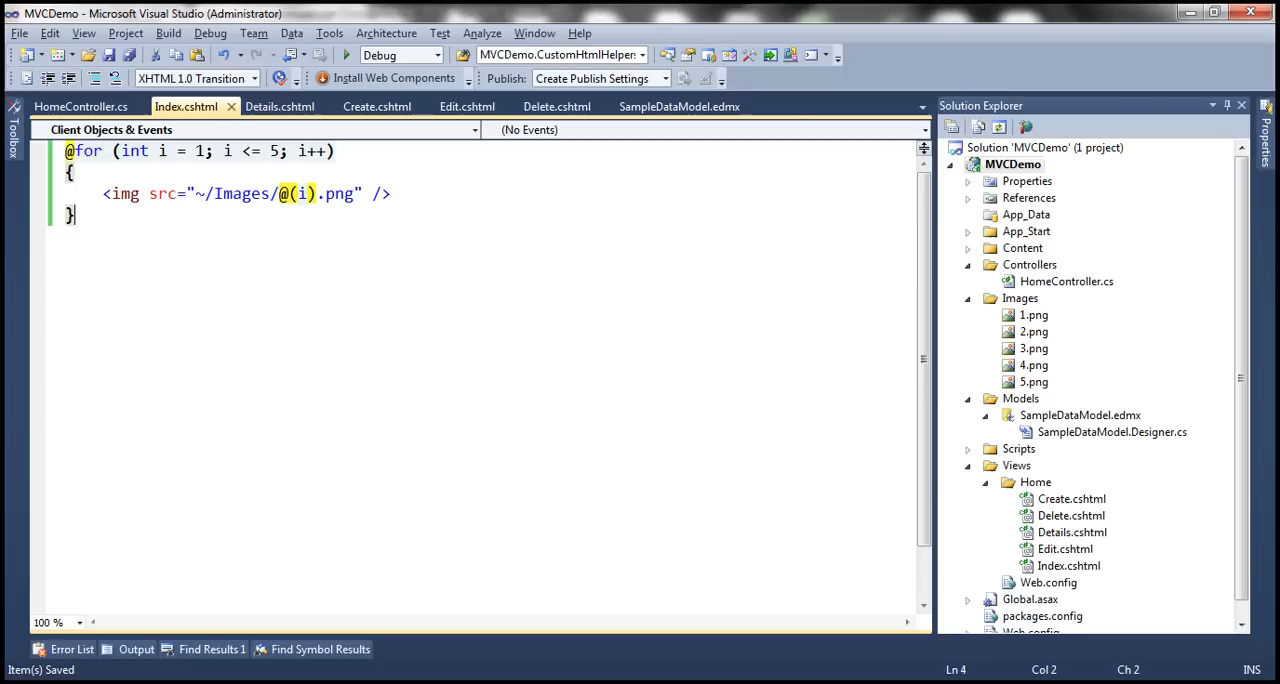 MVCDemo - Microsoft Visual Studio (Administrator)
File Edit View Project Build Debug Team Data Tools Architecture Test Analyze Window Help
Debug MVCDemo.CustomHtmlHelpers
XHTML 1.0 Transition Install Web Components Publish: Create Publish Settings
HomeController.cs Index.cshtml Details.cshtml Create.cshtml Edit.cshtml Delete.cshtml SampleDataModel.edmx
Client Objects & Events (No Events)
@for (int i = 1; i <= 5; i++)
{
<img src="~/Images/@(i).png" />
}
100 %
Toolbox
Solution Explorer
Solution 'MVCDemo' (1 project)
MVCDemo
Properties
References
App_Data
App_Start
Content
Controllers
HomeController.cs
Images
1.png
2.png
3.png
4.png
5.png
Models
SampleDataModel.edmx
SampleDataModel.Designer.cs
Scripts
Views
Home
Create.cshtml
Delete.cshtml
Details.cshtml
Edit.cshtml
Index.cshtml
Web.config
Global.asax
packages.config
Web.config
Properties
Error List Output Find Results 1 Find Symbol Results
Item(s) Saved Ln 4 Col 2 Ch 2 INS